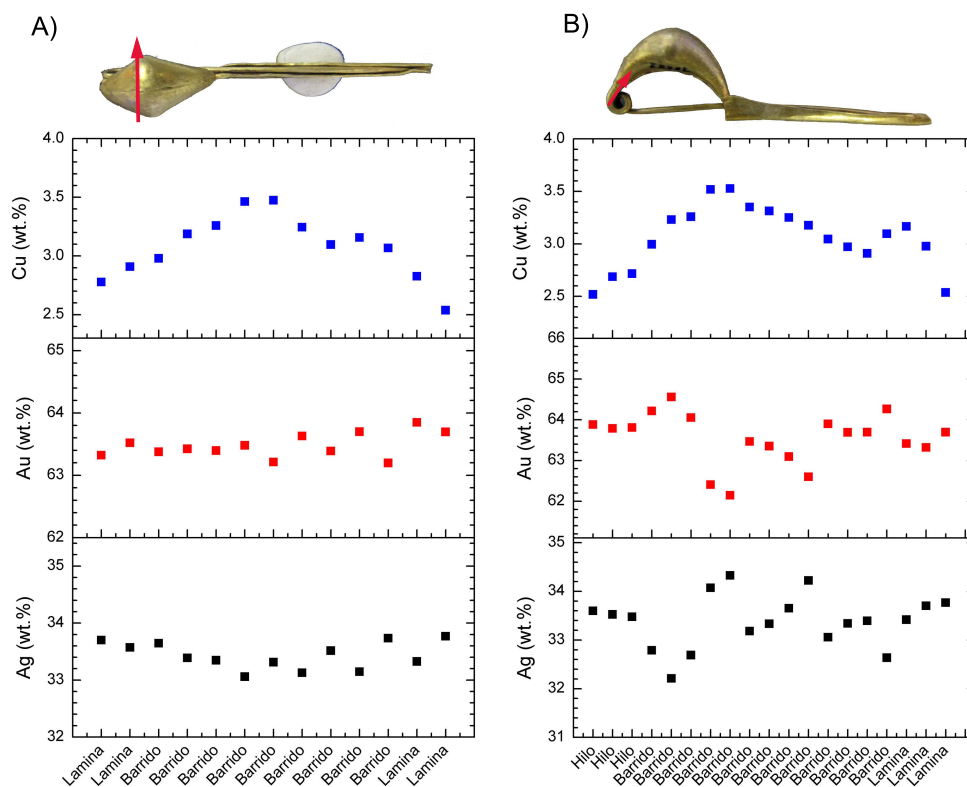 A)
B)
Cu (wt.%)
4.0
3.5
3.0
2.5
Au (wt.%)
65
64
63
62
Ag (wt.%)
35
34
33
32
Lamina
Lamina
Barrido
Barrido
Barrido
Barrido
Barrido
Barrido
Barrido
Barrido
Barrido
Lamina
Lamina
Cu (wt.%)
4.0
3.5
3.0
2.5
Au (wt.%)
66
65
64
63
62
Ag (wt.%)
35
34
33
32
31
Hilo
Hilo
Hilo
Barrido
Barrido
Barrido
Barrido
Barrido
Barrido
Barrido
Barrido
Barrido
Barrido
Barrido
Barrido
Barrido
Lamina
Lamina
Lamina